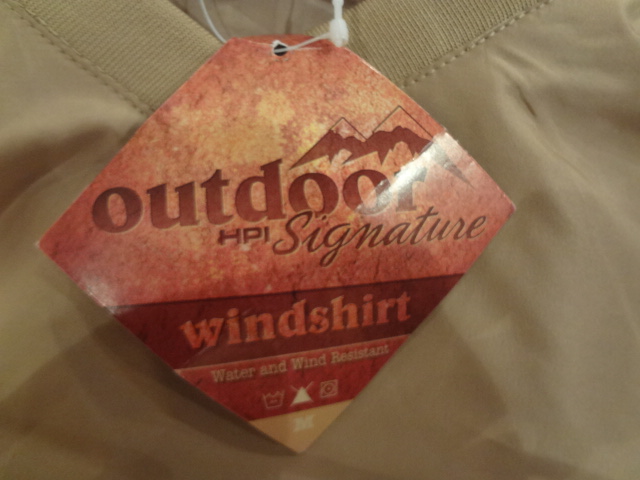 outdoor
HPI Signature
windshirt
Water and Wind Resistant